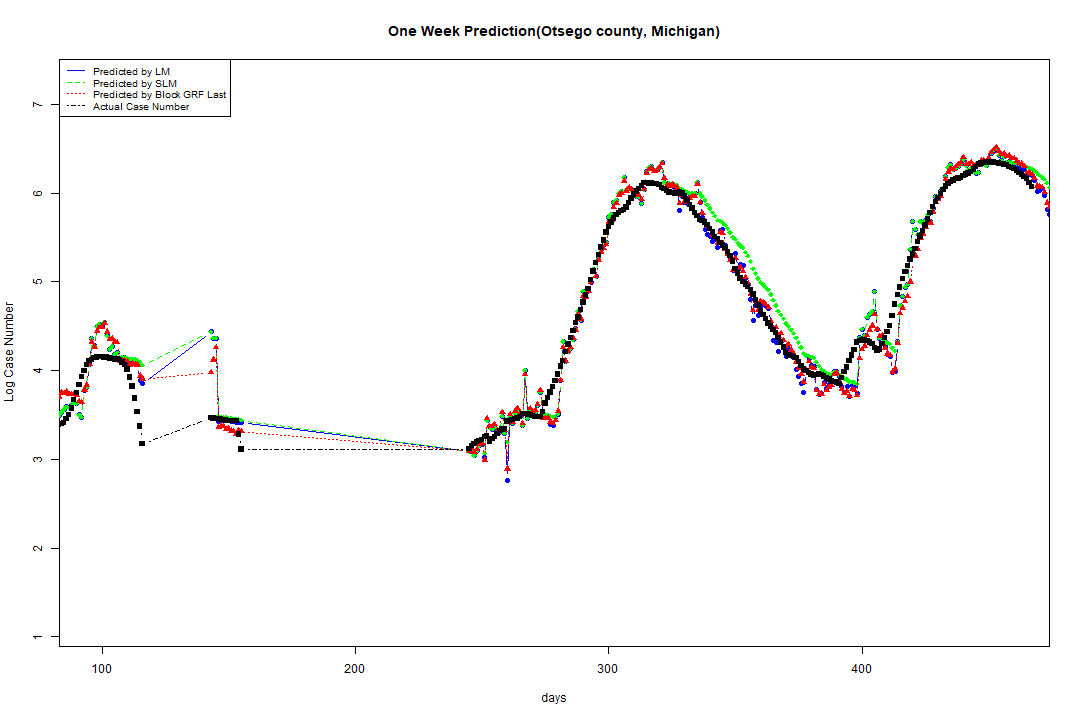 One Week Prediction(Otsego county, Michigan)
Predicted by LM
Predicted by SLM
Predicted by Block GRF Last
Actual Case Number
Log Case Number
7
6
5
4
3
2
1
100
200
300
400
days